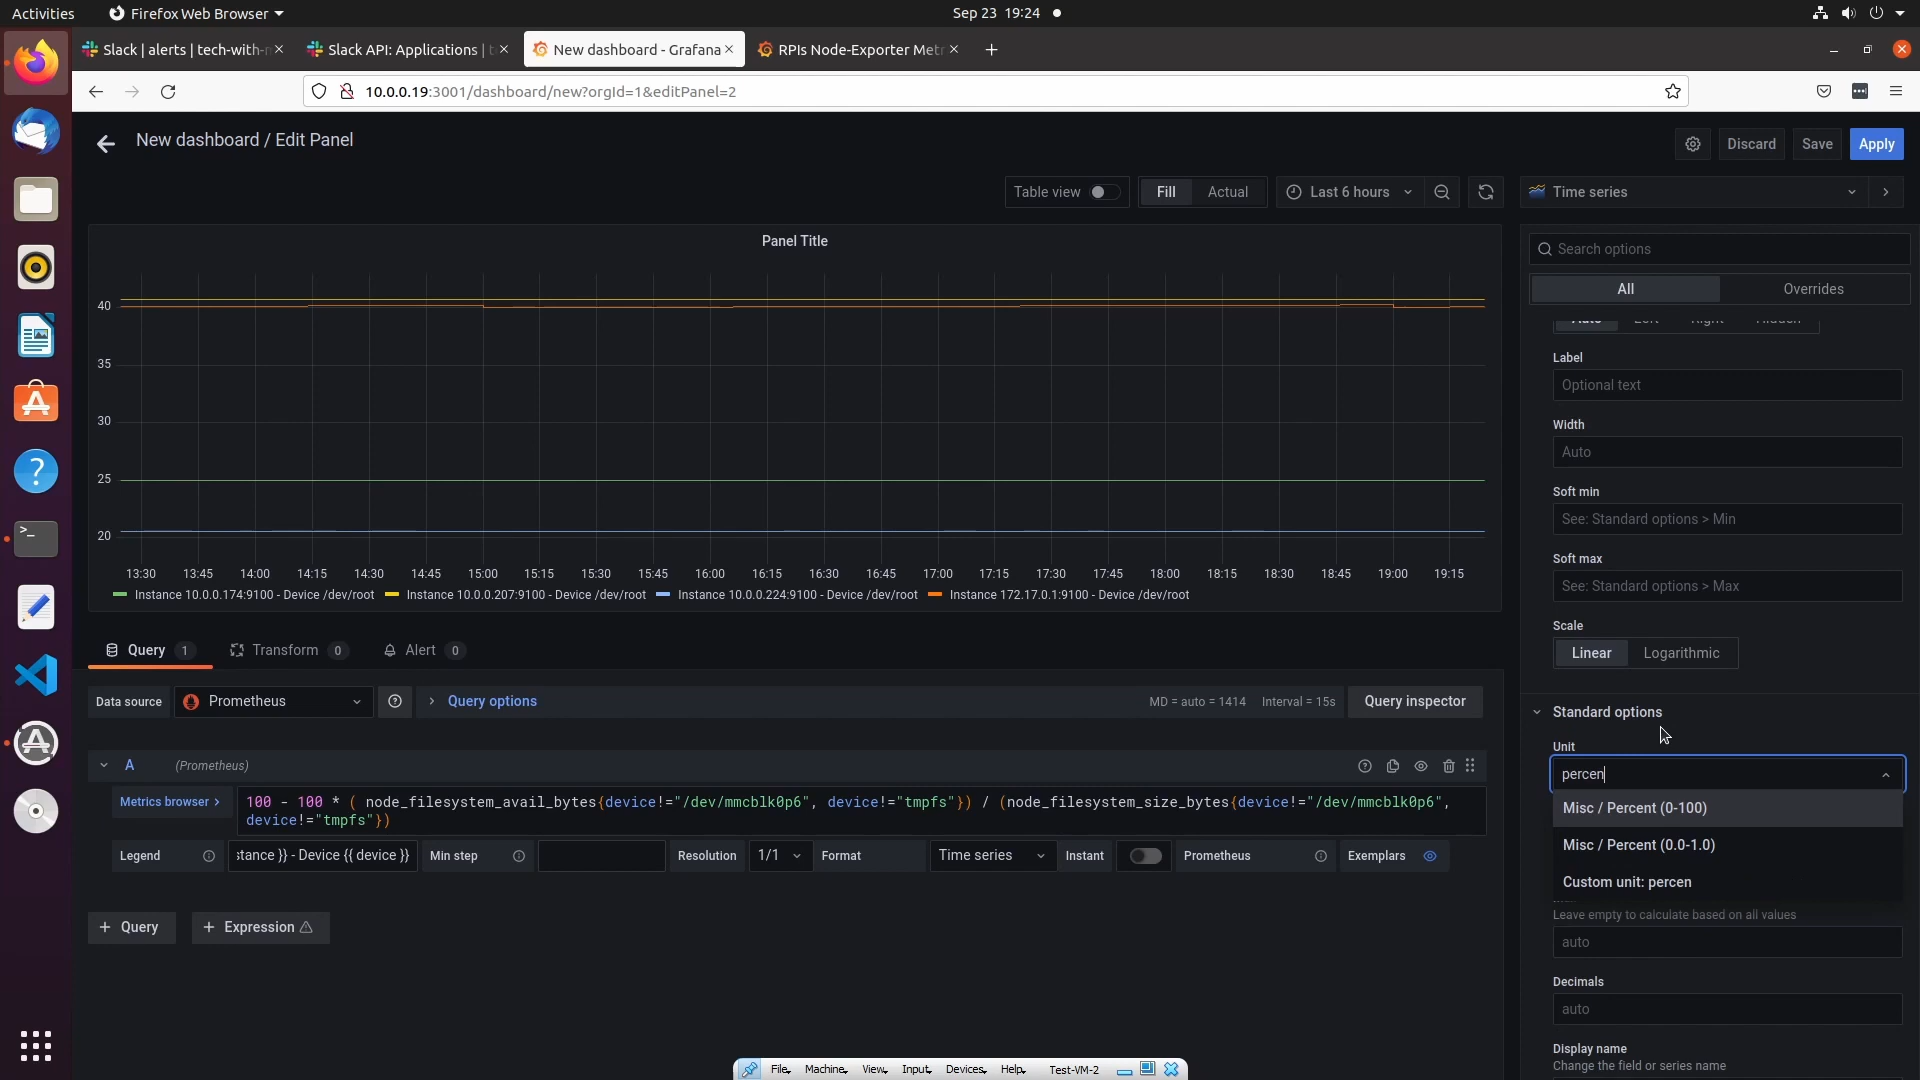 Activities
Firefox Web Browser
Sep 23 19:24
Slack | alerts | tech-with-
Slack API: Applications |
New dashboard - Grafana
RPIs Node-Exporter Metr
10.0.0.19:3001/dashboard/new?orgId=1&editPanel=2
New dashboard / Edit Panel
Discard
Save
Apply
Table view
Fill
Actual
Last 6 hours
Time series
Panel Title
Search options
All
Overrides
40
35
30
25
20
13:30 13:45 14:00 14:15 14:30 14:45 15:00 15:15 15:30 15:45 16:00 16:15 16:30 16:45 17:00 17:15 17:30 17:45 18:00 18:15 18:30 18:45 19:00 19:15
Instance 10.0.0.174:9100 - Device /dev/root Instance 10.0.0.207:9100 - Device /dev/root Instance 10.0.0.224:9100 - Device /dev/root Instance 172.17.0.1:9100 - Device /dev/root
Auto Left Right Hidden
Label
Optional text
Width
Auto
Soft min
See: Standard options > Min
Soft max
See: Standard options > Max
Scale
Linear
Logarithmic
Standard options
Unit
percen
Misc / Percent (0-100)
Misc / Percent (0.0-1.0)
Custom unit: percen
Leave empty to calculate based on all values
auto
Decimals
auto
Display name
Change the field or series name
Query 1
Transform 0
Alert 0
Data source
Prometheus
Query options
MD = auto = 1414
Interval = 15s
Query inspector
A
(Prometheus)
Metrics browser >
100 - 100 * ( node_filesystem_avail_bytes{device!="/dev/mmcblk0p6", device!="tmpfs"}) / (node_filesystem_size_bytes{device!="/dev/mmcblk0p6",
device!="tmpfs"})
Legend
stance }} - Device {{ device }}
Min step
Resolution
1/1
Format
Time series
Instant
Prometheus
Exemplars
+ Query
+ Expression
File
Machine
View
Input
Devices
Help
Test-VM-2